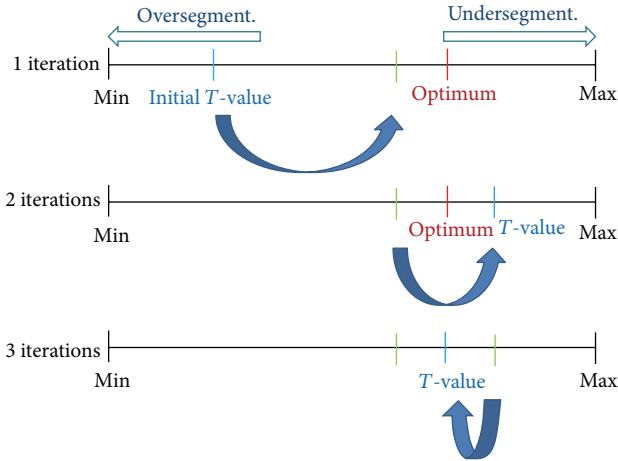 Oversegment.
Undersegment.
1 iteration
Min
Initial T-value
Optimum
Max
2 iterations
Min
Optimum
T-value
Max
3 iterations
Min
T-value
Max